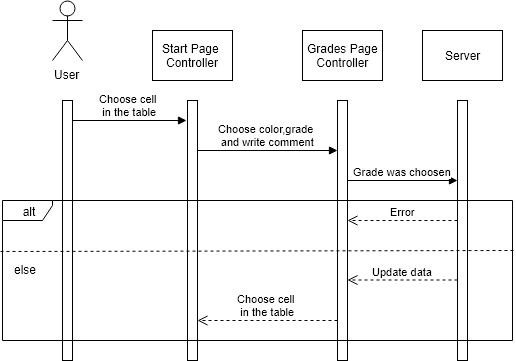 User
Start Page
Controller
Grades Page
Controller
Server
Choose cell
in the table
Choose color,grade
and write comment
Grade was choosen
alt
Error
else
Update data
Choose cell
in the table